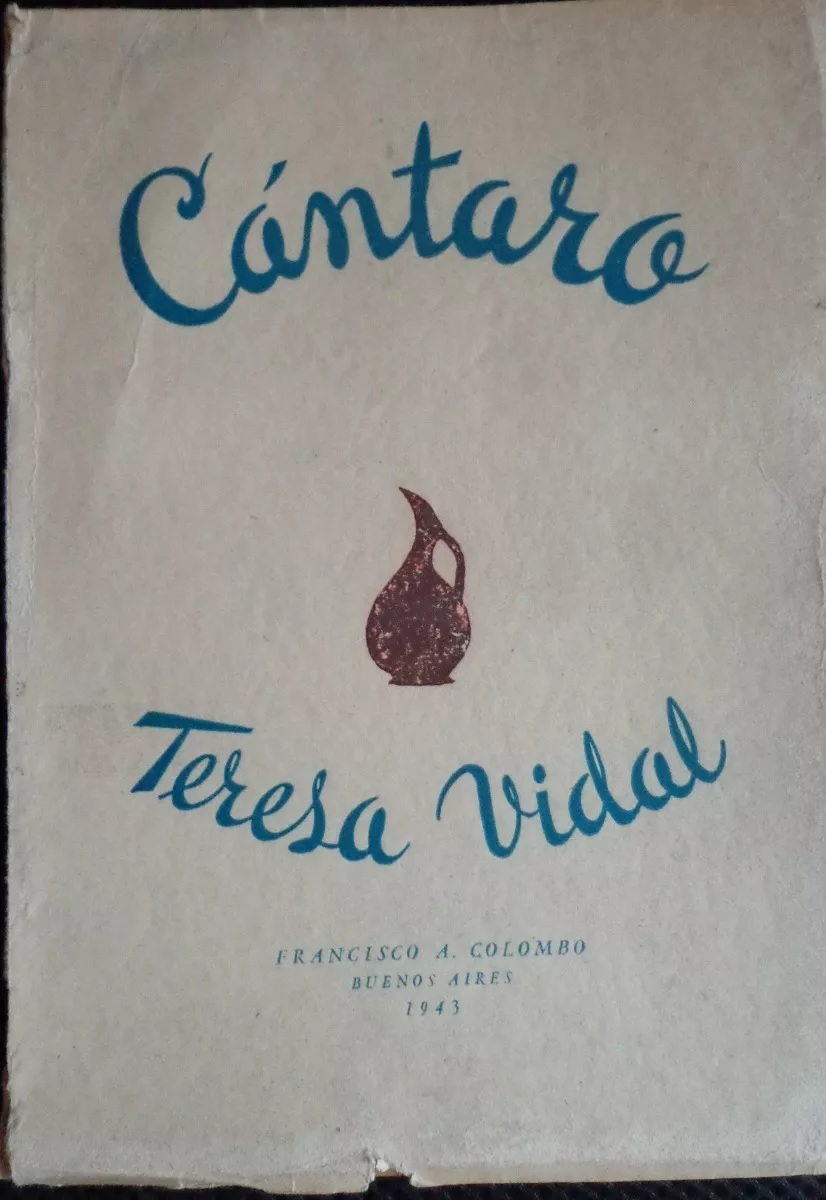 Cántaro
Teresa Vidal
FRANCISCO A. COLOMBO
BUENOS AIRES
1943